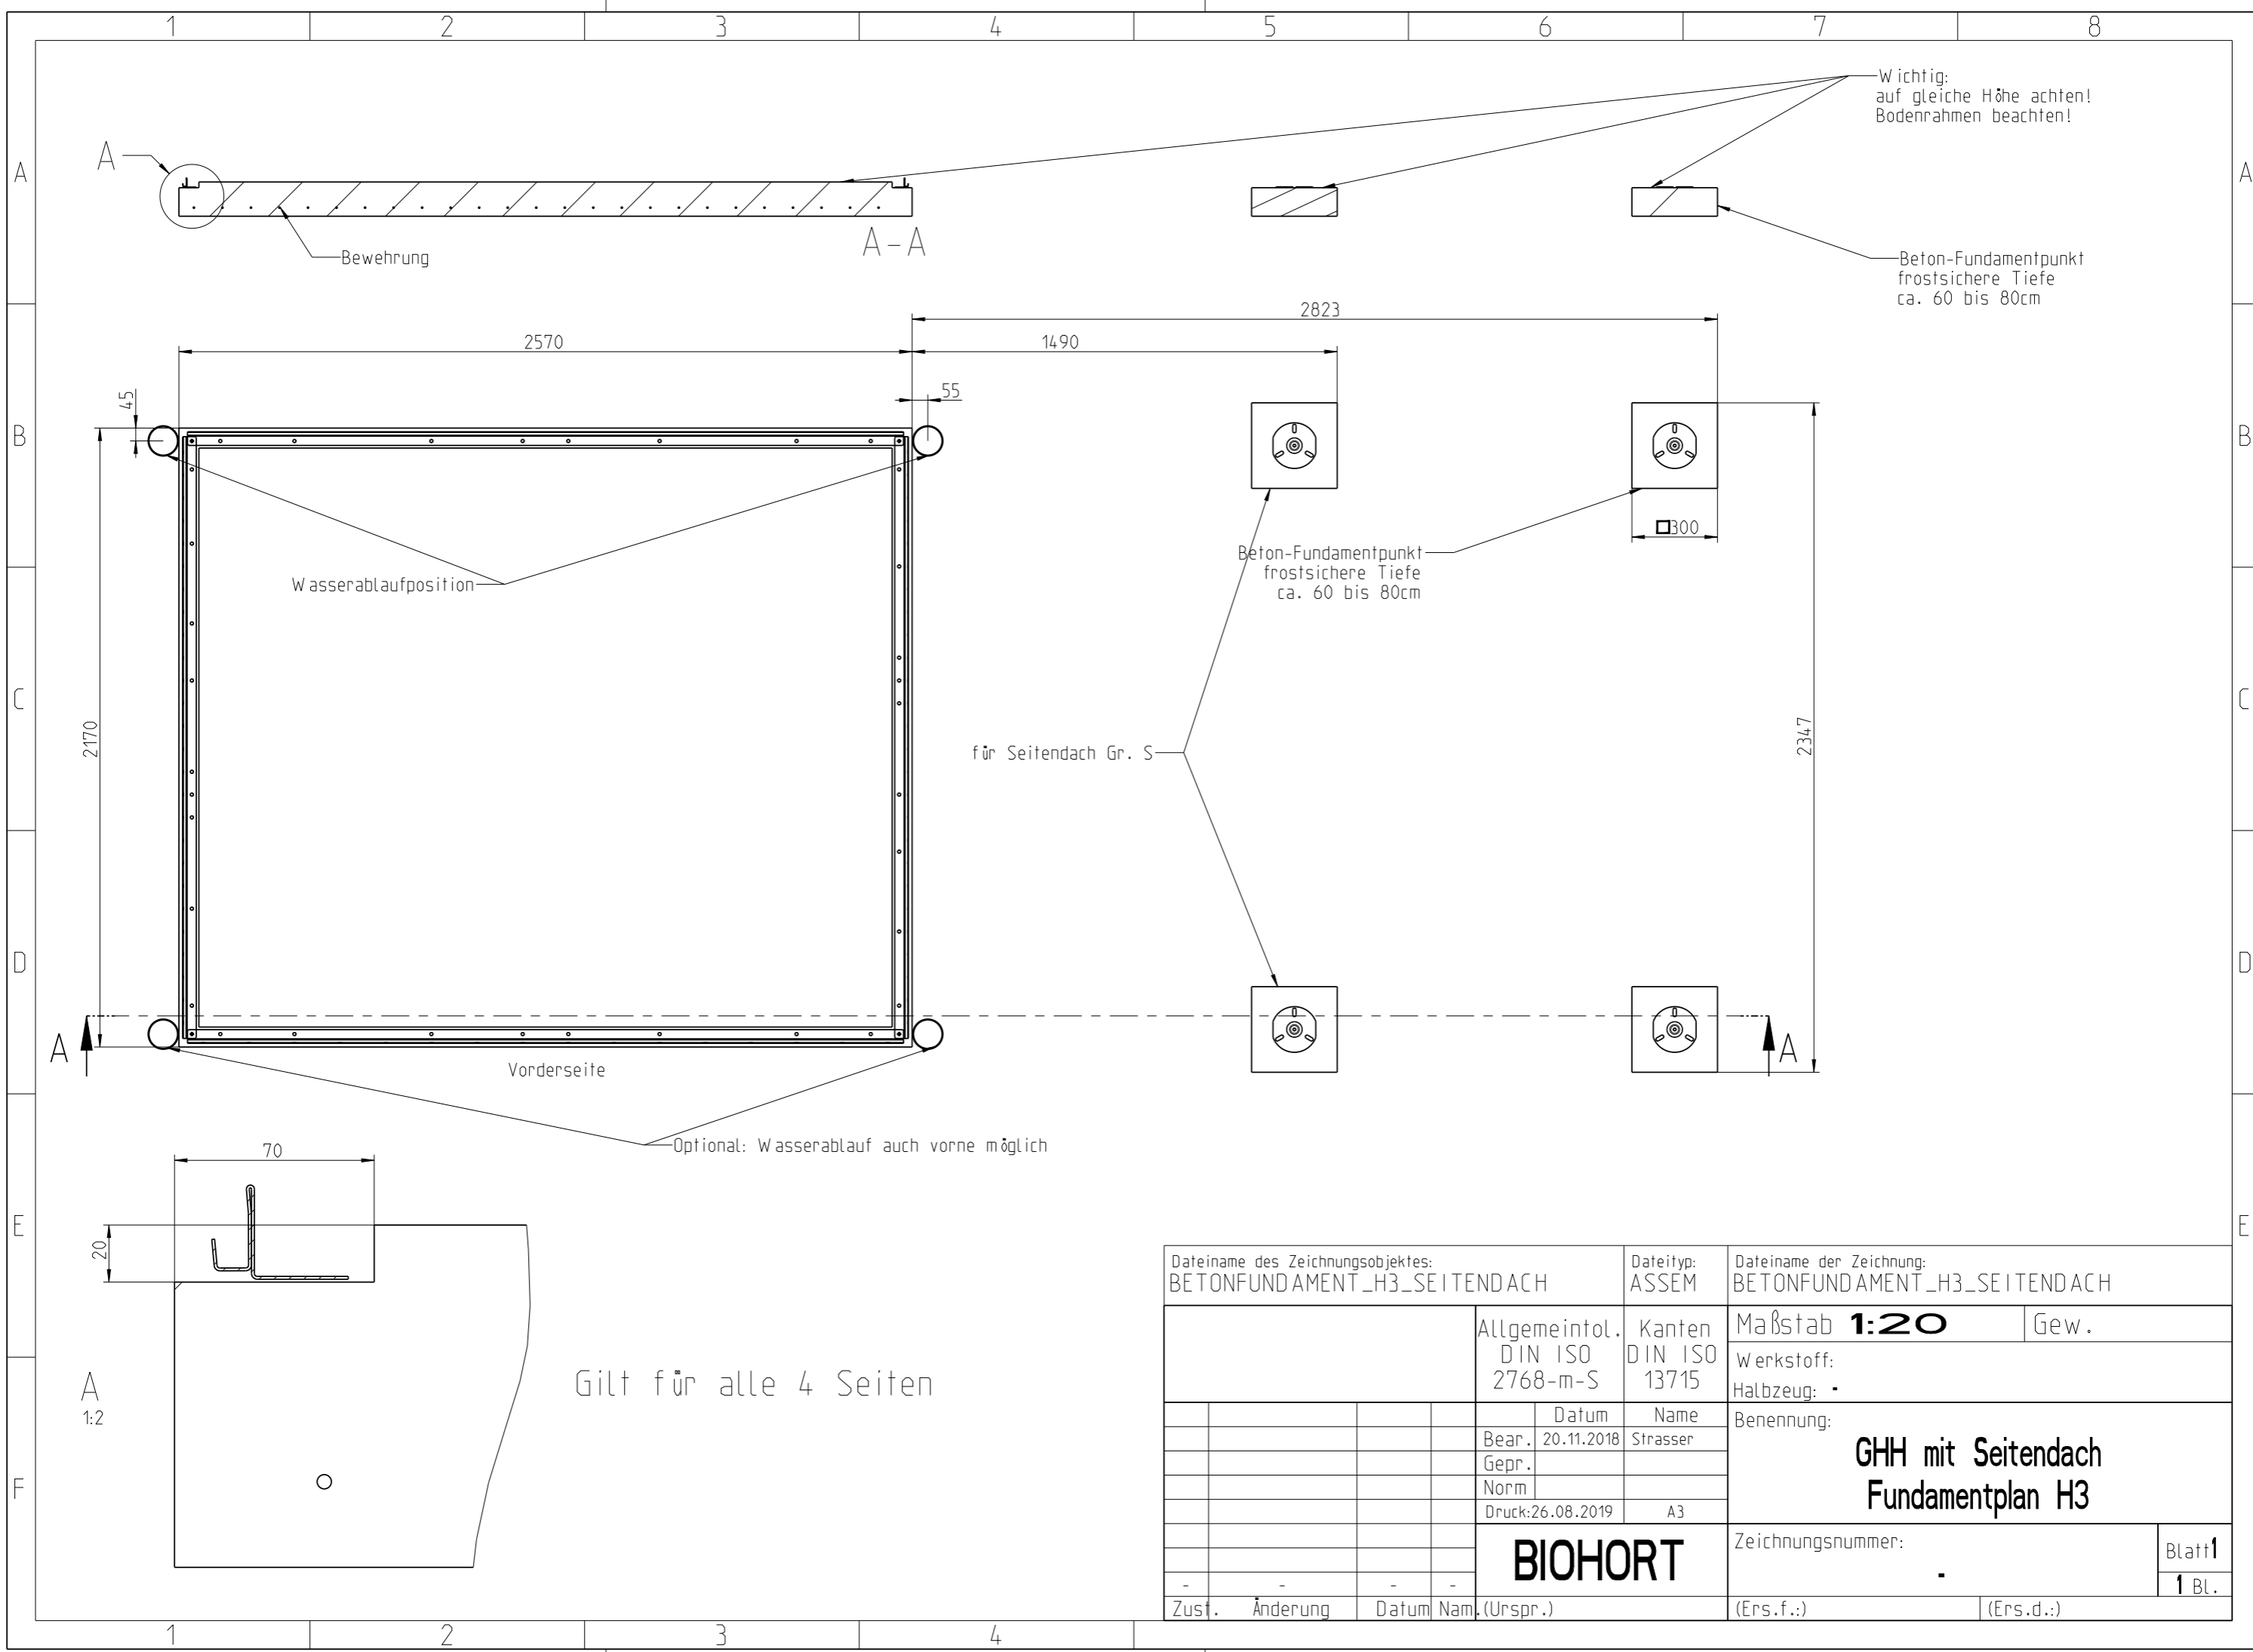 1 2 3 4 5 6 7 8
Wichtig:
auf gleiche Höhe achten!
Bodenrahmen beachten!
A
A
A
A-A
Bewehrung
Beton-Fundamentpunkt
frostsichere Tiefe
ca. 60 bis 80cm
2823
2570
1490
45
55
B
B
□300
Beton-Fundamentpunkt
frostsichere Tiefe
ca. 60 bis 80cm
Wasserablaufposition
C
C
2170
2347
für Seitendach Gr. S
D
D
A
A
Vorderseite
Optional: Wasserablauf auch vorne möglich
70
20
E
E
A
1:2
Gilt für alle 4 Seiten
F
Dateiname des Zeichnungsobjektes:
BETONFUNDAMENT_H3_SEITENDACH
Dateityp:
ASSEM
Dateiname der Zeichnung:
BETONFUNDAMENT_H3_SEITENDACH
Allgemeintol.
DIN ISO
2768-m-S
Kanten
DIN ISO
13715
Maßstab 1:20
Gew.
Werkstoff:
Halbzeug: -
Datum Name
Bear. 20.11.2018 Strasser
Gepr.
Norm
Druck:26.08.2019 A3
Benennung:
GHH mit Seitendach
Fundamentplan H3
BIOHORT
Zeichnungsnummer:
-
Blatt1
1 Bl.
- - - -
Zust. Änderung Datum Nam. (Urspr.) (Ers.f.:) (Ers.d.:)
1 2 3 4